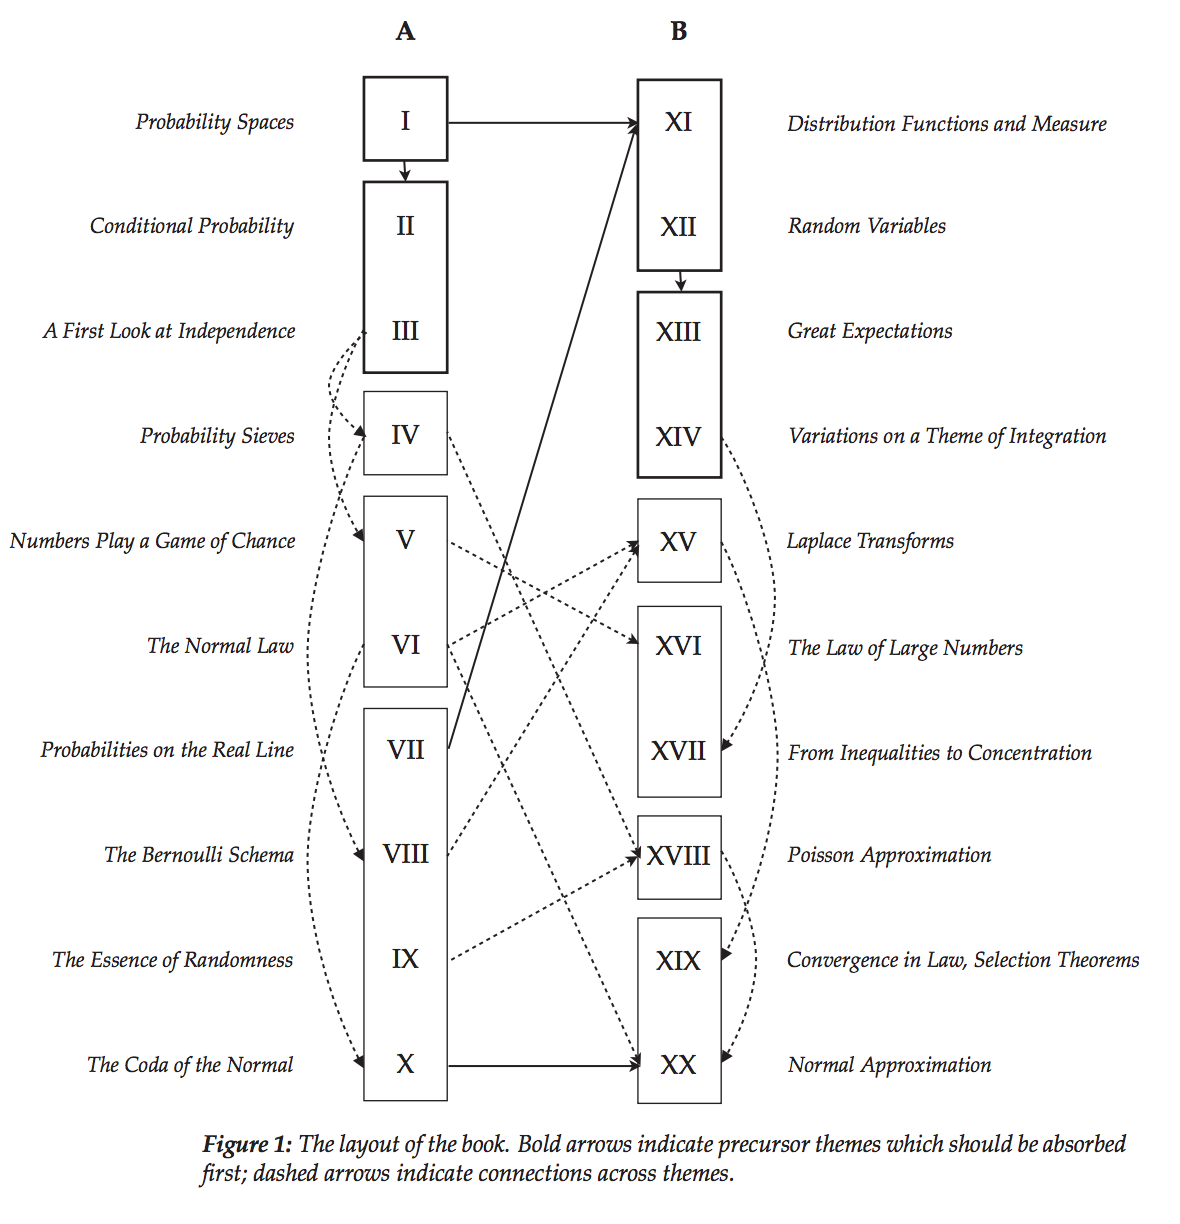 A B
Probability Spaces I XI Distribution Functions and Measure
Conditional Probability II XII Random Variables
A First Look at Independence III XIII Great Expectations
Probability Sieves IV XIV Variations on a Theme of Integration
Numbers Play a Game of Chance V XV Laplace Transforms
The Normal Law VI XVI The Law of Large Numbers
Probabilities on the Real Line VII XVII From Inequalities to Concentration
The Bernoulli Schema VIII XVIII Poisson Approximation
The Essence of Randomness IX XIX Convergence in Law, Selection Theorems
The Coda of the Normal X XX Normal Approximation
Figure 1: The layout of the book. Bold arrows indicate precursor themes which should be absorbed
first; dashed arrows indicate connections across themes.